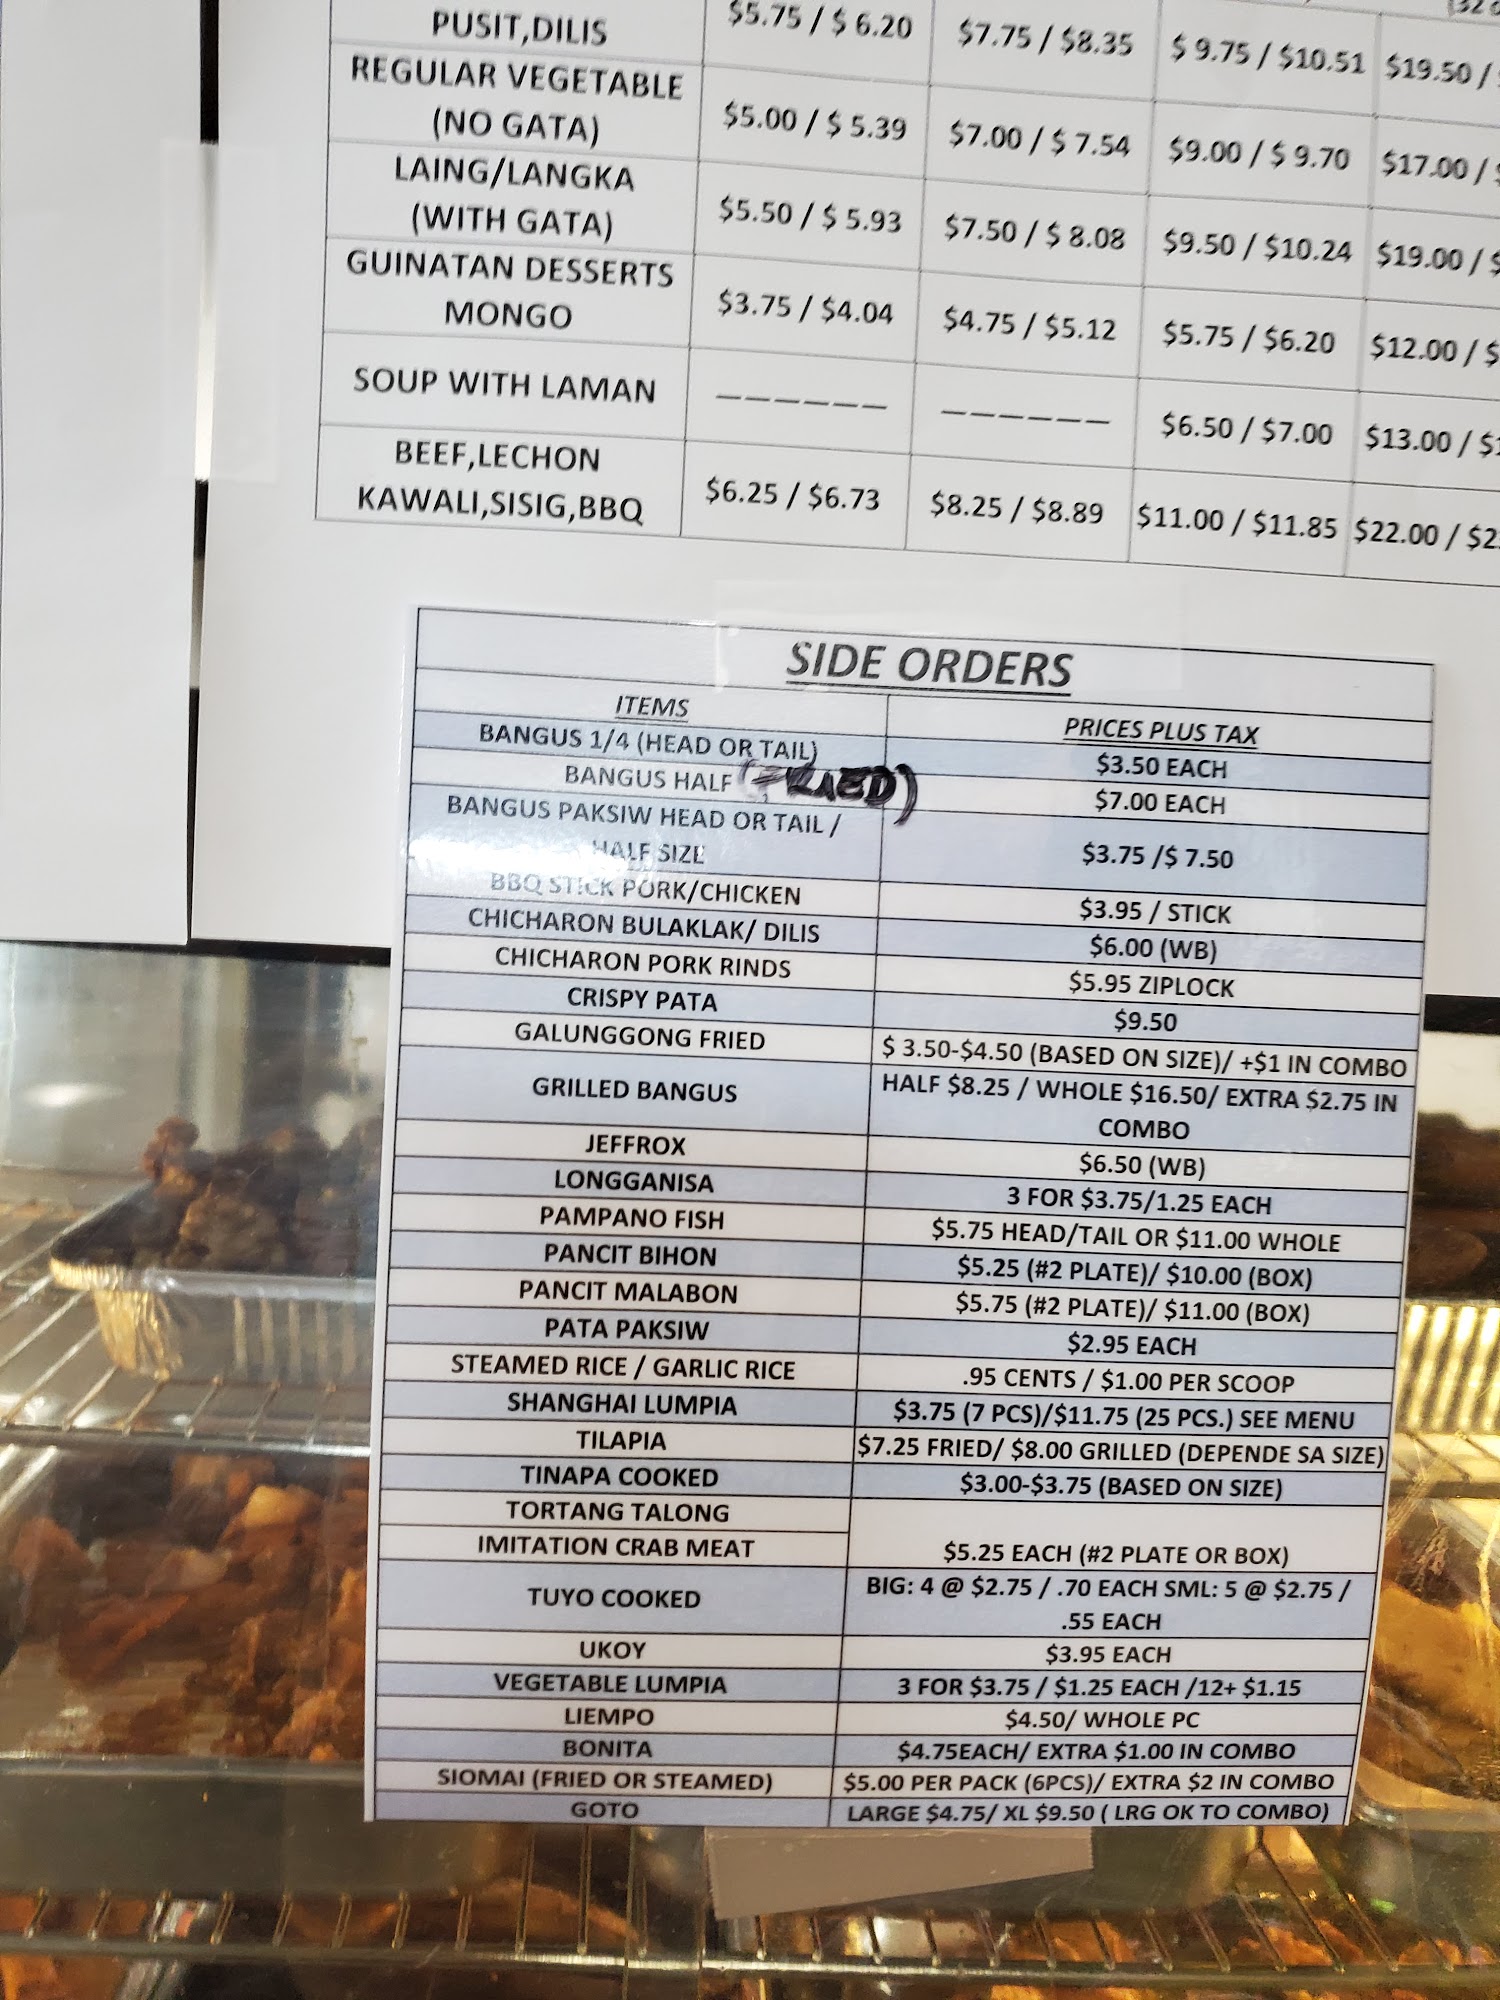 (32
PUSIT,DILIS $5.75 / $ 6.20 $7.75 / $8.35 $ 9.75 / $10.51 $19.50 /
REGULAR VEGETABLE
(NO GATA) $5.00 / $ 5.39 $7.00 / $ 7.54 $9.00 / $ 9.70 $17.00 / $
LAING/LANGKA
(WITH GATA) $5.50 / $ 5.93 $7.50 / $ 8.08 $9.50 / $10.24 $19.00 / $
GUINATAN DESSERTS
MONGO $3.75 / $4.04 $4.75 / $5.12 $5.75 / $6.20 $12.00 / $
SOUP WITH LAMAN —————— —————— $6.50 / $7.00 $13.00 / $
BEEF,LECHON
KAWALI,SISIG,BBQ $6.25 / $6.73 $8.25 / $8.89 $11.00 / $11.85 $22.00 / $2
SIDE ORDERS
ITEMS PRICES PLUS TAX
BANGUS 1/4 (HEAD OR TAIL) $3.50 EACH
BANGUS HALF (FRIED) $7.00 EACH
BANGUS PAKSIW HEAD OR TAIL /
HALF SIZE $3.75 /$ 7.50
BBQ STICK PORK/CHICKEN $3.95 / STICK
CHICHARON BULAKLAK/ DILIS $6.00 (WB)
CHICHARON PORK RINDS $5.95 ZIPLOCK
CRISPY PATA $9.50
GALUNGGONG FRIED $ 3.50-$4.50 (BASED ON SIZE)/ +$1 IN COMBO
GRILLED BANGUS HALF $8.25 / WHOLE $16.50/ EXTRA $2.75 IN
COMBO
JEFFROX $6.50 (WB)
LONGGANISA 3 FOR $3.75/1.25 EACH
PAMPANO FISH $5.75 HEAD/TAIL OR $11.00 WHOLE
PANCIT BIHON $5.25 (#2 PLATE)/ $10.00 (BOX)
PANCIT MALABON $5.75 (#2 PLATE)/ $11.00 (BOX)
PATA PAKSIW $2.95 EACH
STEAMED RICE / GARLIC RICE .95 CENTS / $1.00 PER SCOOP
SHANGHAI LUMPIA $3.75 (7 PCS)/$11.75 (25 PCS.) SEE MENU
TILAPIA $7.25 FRIED/ $8.00 GRILLED (DEPENDE SA SIZE)
TINAPA COOKED $3.00-$3.75 (BASED ON SIZE)
TORTANG TALONG
IMITATION CRAB MEAT $5.25 EACH (#2 PLATE OR BOX)
TUYO COOKED BIG: 4 @ $2.75 / .70 EACH SML: 5 @ $2.75 /
.55 EACH
UKOY $3.95 EACH
VEGETABLE LUMPIA 3 FOR $3.75 / $1.25 EACH /12+ $1.15
LIEMPO $4.50/ WHOLE PC
BONITA $4.75EACH/ EXTRA $1.00 IN COMBO
SIOMAI (FRIED OR STEAMED) $5.00 PER PACK (6PCS)/ EXTRA $2 IN COMBO
GOTO LARGE $4.75/ XL $9.50 ( LRG OK TO COMBO)